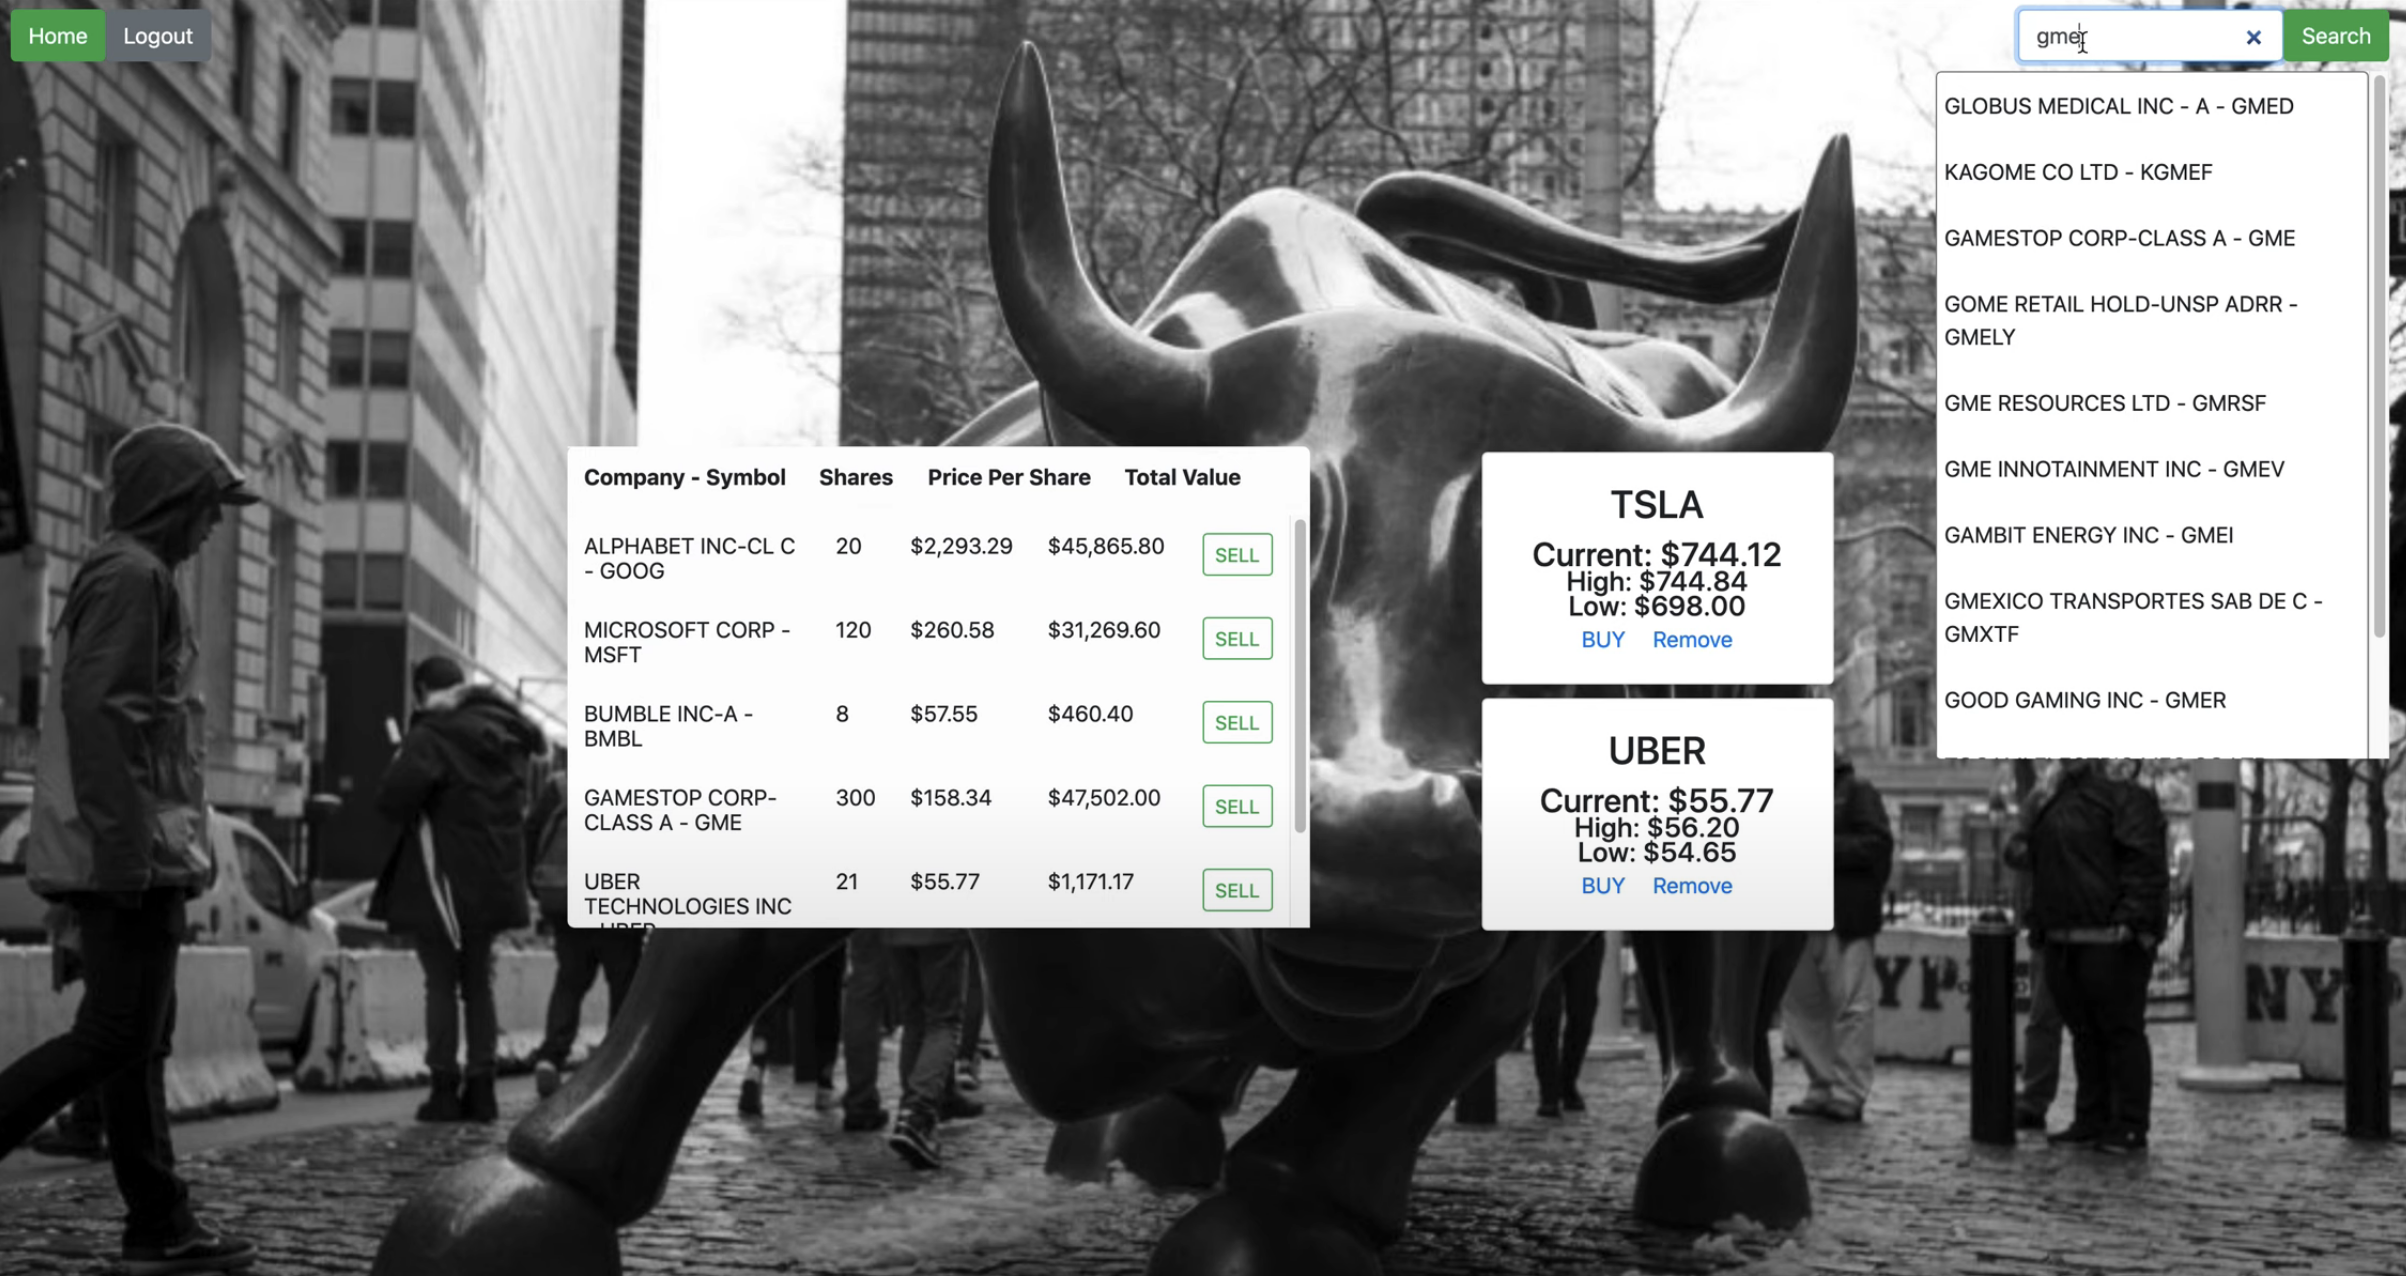 Home Logout
gme
Search
GLOBUS MEDICAL INC - A - GMED
KAGOME CO LTD - KGMEF
GAMESTOP CORP-CLASS A - GME
GOME RETAIL HOLD-UNSP ADRR -
GMELY
GME RESOURCES LTD - GMRSF
GME INNOTAINMENT INC - GMEV
GAMBIT ENERGY INC - GMEI
GMEXICO TRANSPORTES SAB DE C -
GMXTF
GOOD GAMING INC - GMER
Company - Symbol Shares Price Per Share Total Value
ALPHABET INC-CL C 20 $2,293.29 $45,865.80 SELL
- GOOG
MICROSOFT CORP - 120 $260.58 $31,269.60 SELL
MSFT
BUMBLE INC-A - 8 $57.55 $460.40 SELL
BMBL
GAMESTOP CORP- 300 $158.34 $47,502.00 SELL
CLASS A - GME
UBER 21 $55.77 $1,171.17 SELL
TECHNOLOGIES INC
- UBER
TSLA
Current: $744.12
High: $744.84
Low: $698.00
BUY Remove
UBER
Current: $55.77
High: $56.20
Low: $54.65
BUY Remove
NY